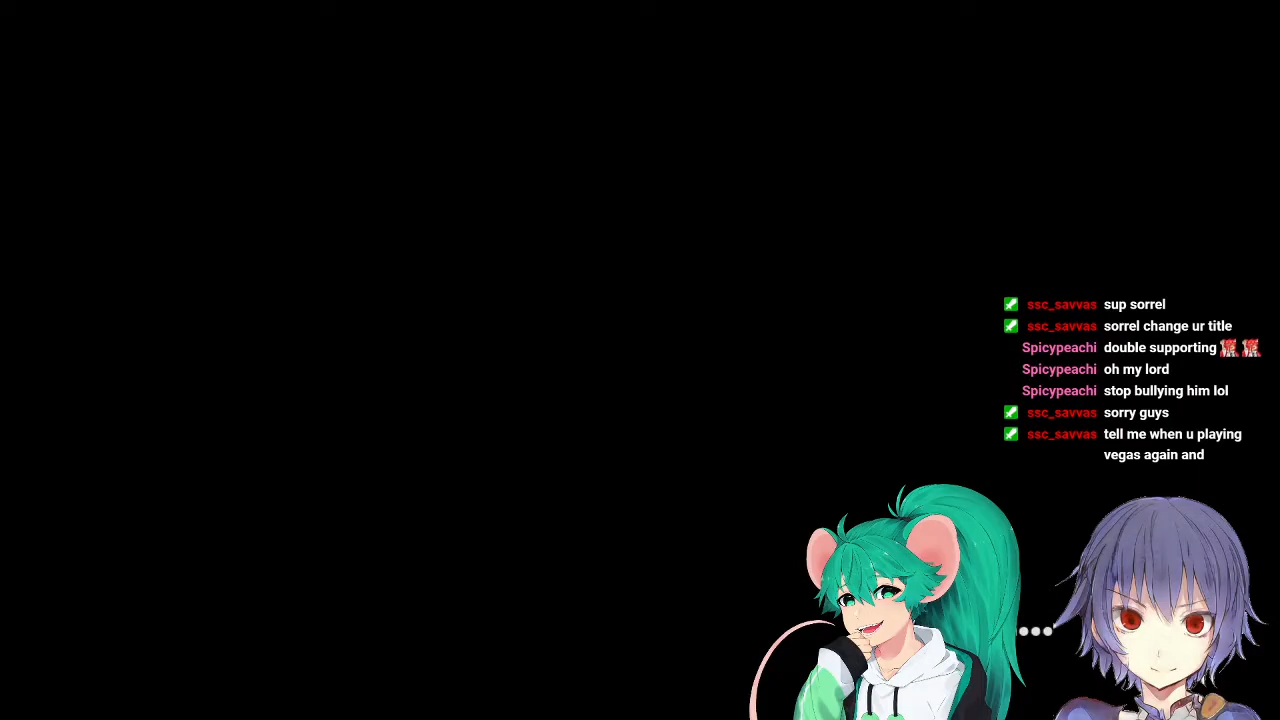 ssc_savvas sup sorrel
ssc_savvas sorrel change ur title
Spicypeachi double supporting
Spicypeachi oh my lord
Spicypeachi stop bullying him lol
ssc_savvas sorry guys
ssc_savvas tell me when u playing
vegas again and